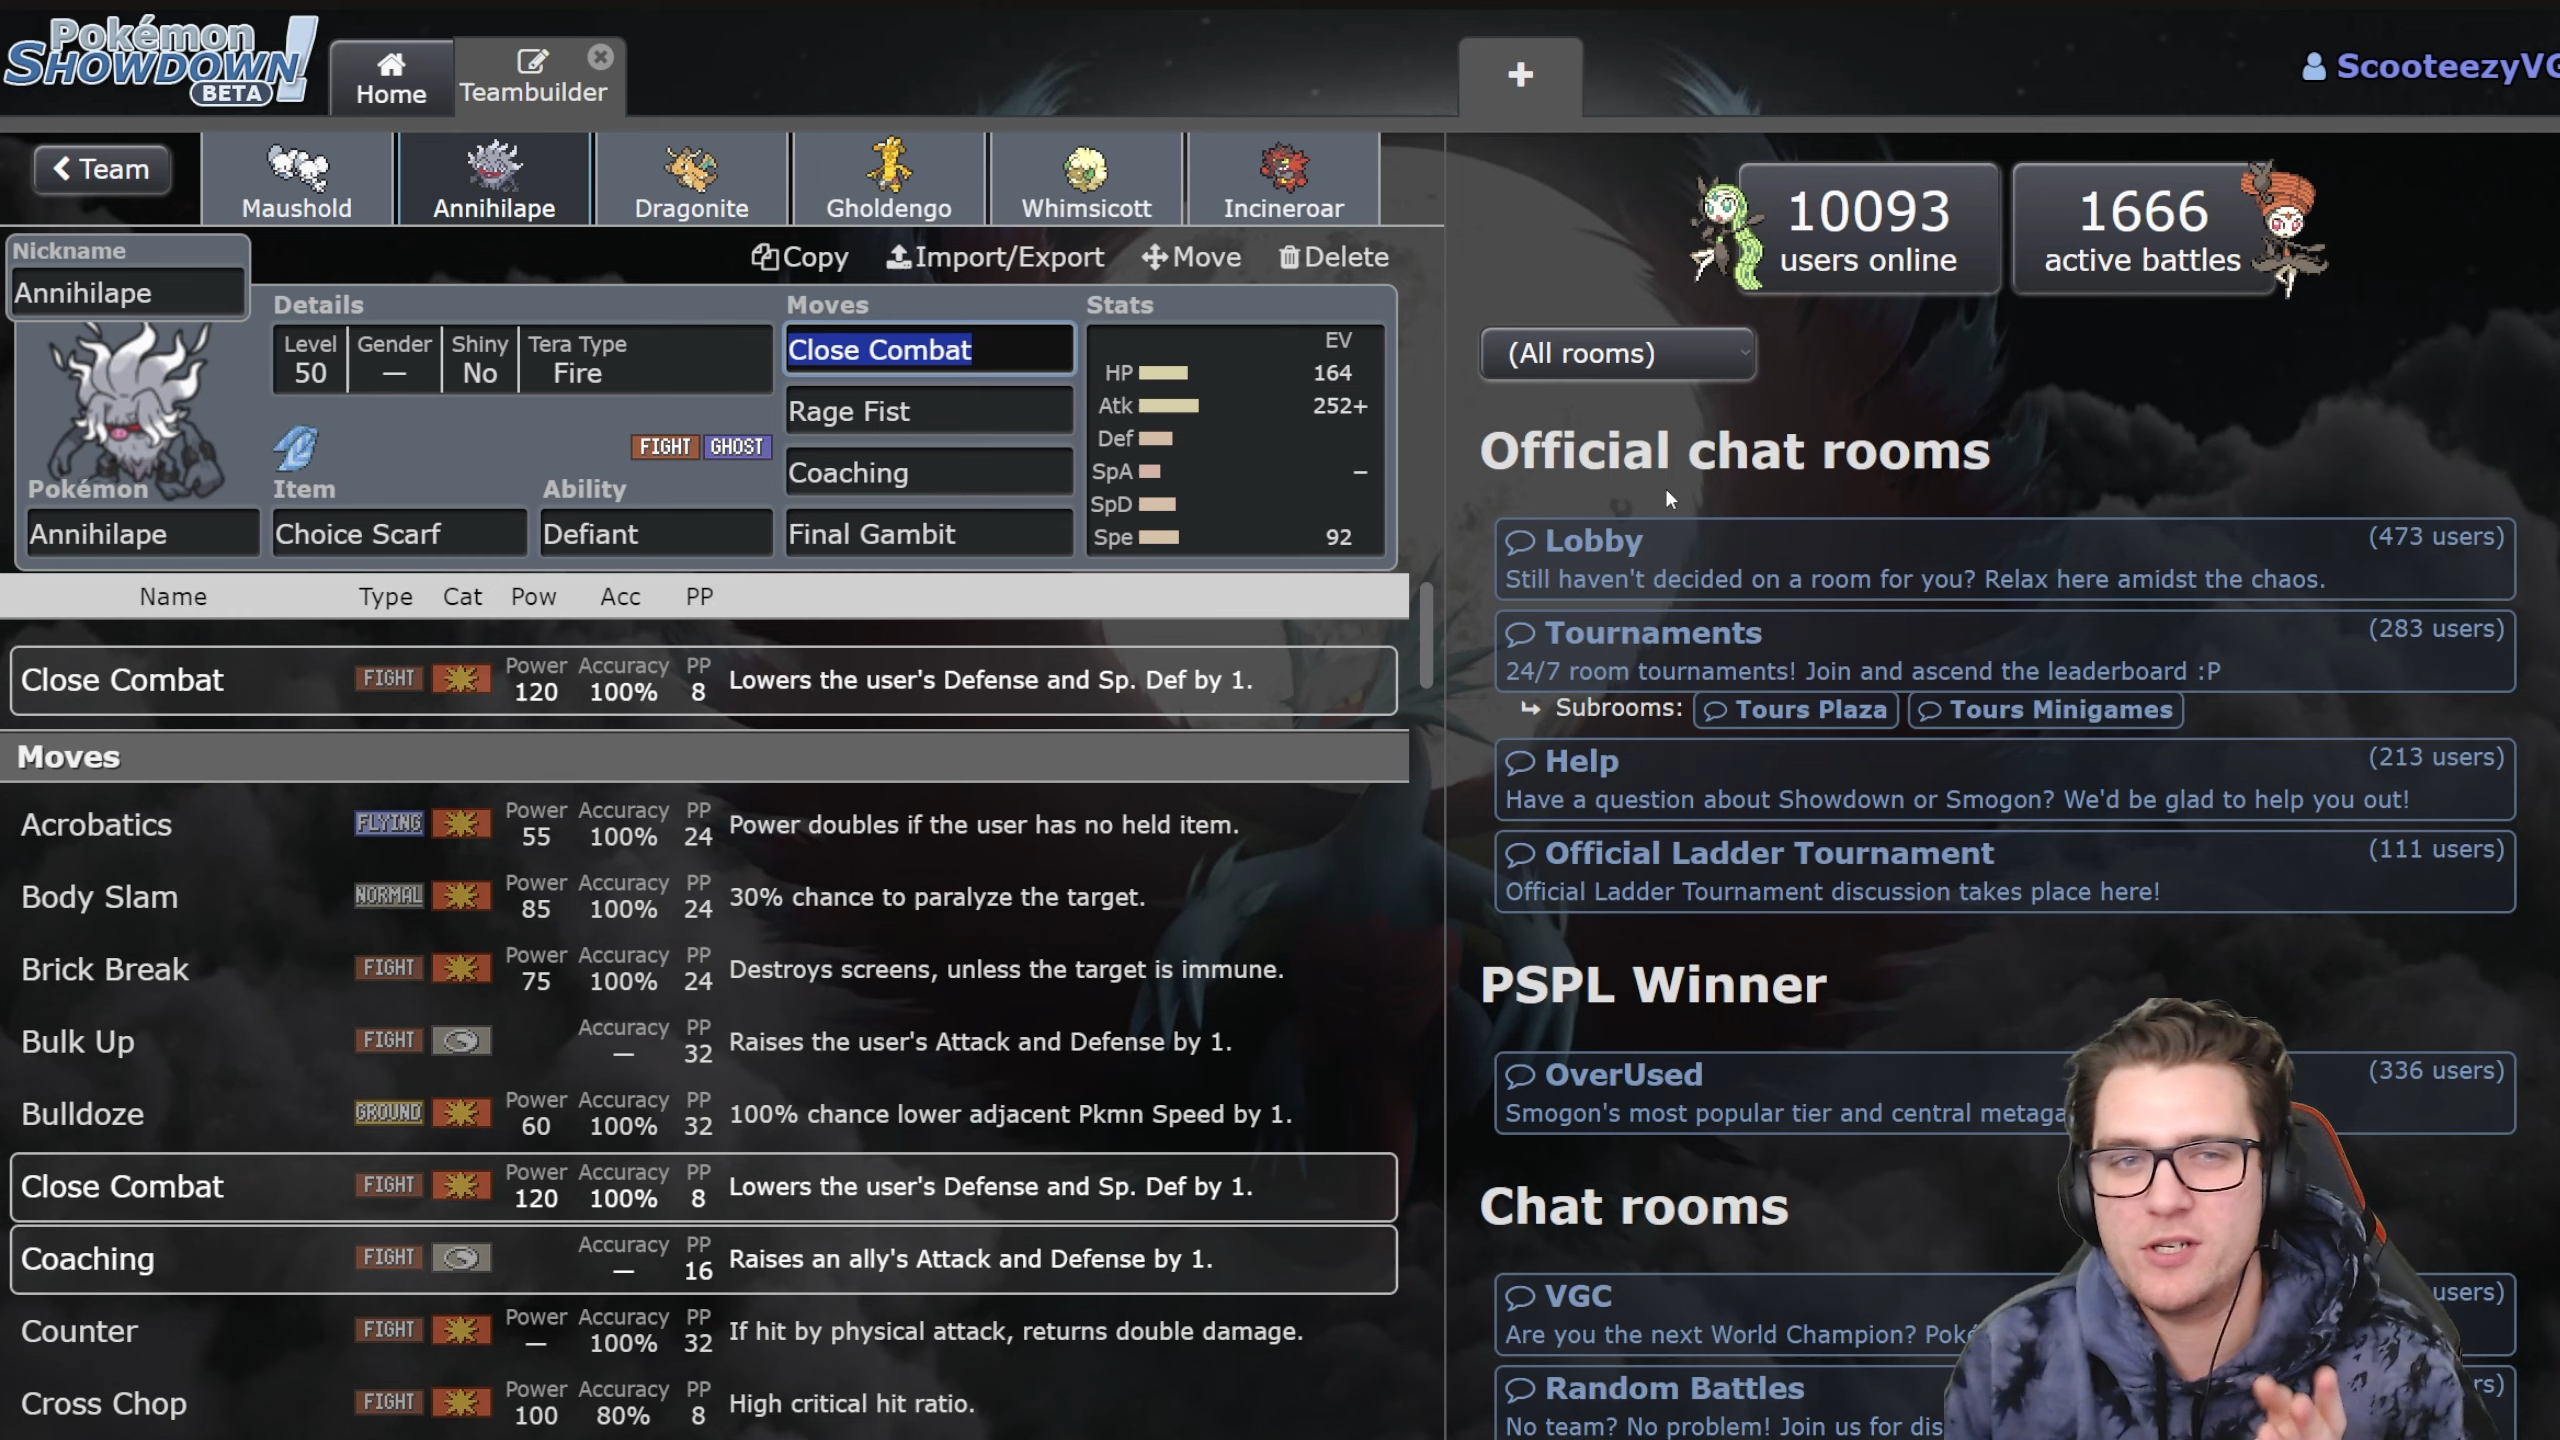 Pokémon
SHOWDOWN!
BETA
Home
Teambuilder
+
ScooteezyVG
Team
Maushold
Annihilape
Dragonite
Gholdengo
Whimsicott
Incineroar
Copy
Import/Export
Move
Delete
Nickname
Annihilape
Details
Level
50
Gender
—
Shiny
No
Tera Type
Fire
FIGHT GHOST
Pokémon
Annihilape
Item
Choice Scarf
Ability
Defiant
Moves
Close Combat
Rage Fist
Coaching
Final Gambit
Stats
EV
HP 164
Atk 252+
Def
SpA –
SpD
Spe 92
Name Type Cat Pow Acc PP
Close Combat FIGHT Power 120 Accuracy 100% PP 8 Lowers the user's Defense and Sp. Def by 1.
Moves
Acrobatics FLYING Power 55 Accuracy 100% PP 24 Power doubles if the user has no held item.
Body Slam NORMAL Power 85 Accuracy 100% PP 24 30% chance to paralyze the target.
Brick Break FIGHT Power 75 Accuracy 100% PP 24 Destroys screens, unless the target is immune.
Bulk Up FIGHT Accuracy — PP 32 Raises the user's Attack and Defense by 1.
Bulldoze GROUND Power 60 Accuracy 100% PP 32 100% chance lower adjacent Pkmn Speed by 1.
Close Combat FIGHT Power 120 Accuracy 100% PP 8 Lowers the user's Defense and Sp. Def by 1.
Coaching FIGHT Accuracy — PP 16 Raises an ally's Attack and Defense by 1.
Counter FIGHT Power — Accuracy 100% PP 32 If hit by physical attack, returns double damage.
Cross Chop FIGHT Power 100 Accuracy 80% PP 8 High critical hit ratio.
10093
users online
1666
active battles
(All rooms)
Official chat rooms
Lobby (473 users)
Still haven't decided on a room for you? Relax here amidst the chaos.
Tournaments (283 users)
24/7 room tournaments! Join and ascend the leaderboard :P
Subrooms: Tours Plaza Tours Minigames
Help (213 users)
Have a question about Showdown or Smogon? We'd be glad to help you out!
Official Ladder Tournament (111 users)
Official Ladder Tournament discussion takes place here!
PSPL Winner
OverUsed (336 users)
Smogon's most popular tier and central metaga
Chat rooms
VGC users)
Are you the next World Champion? Poké
Random Battles rs)
No team? No problem! Join us for dis